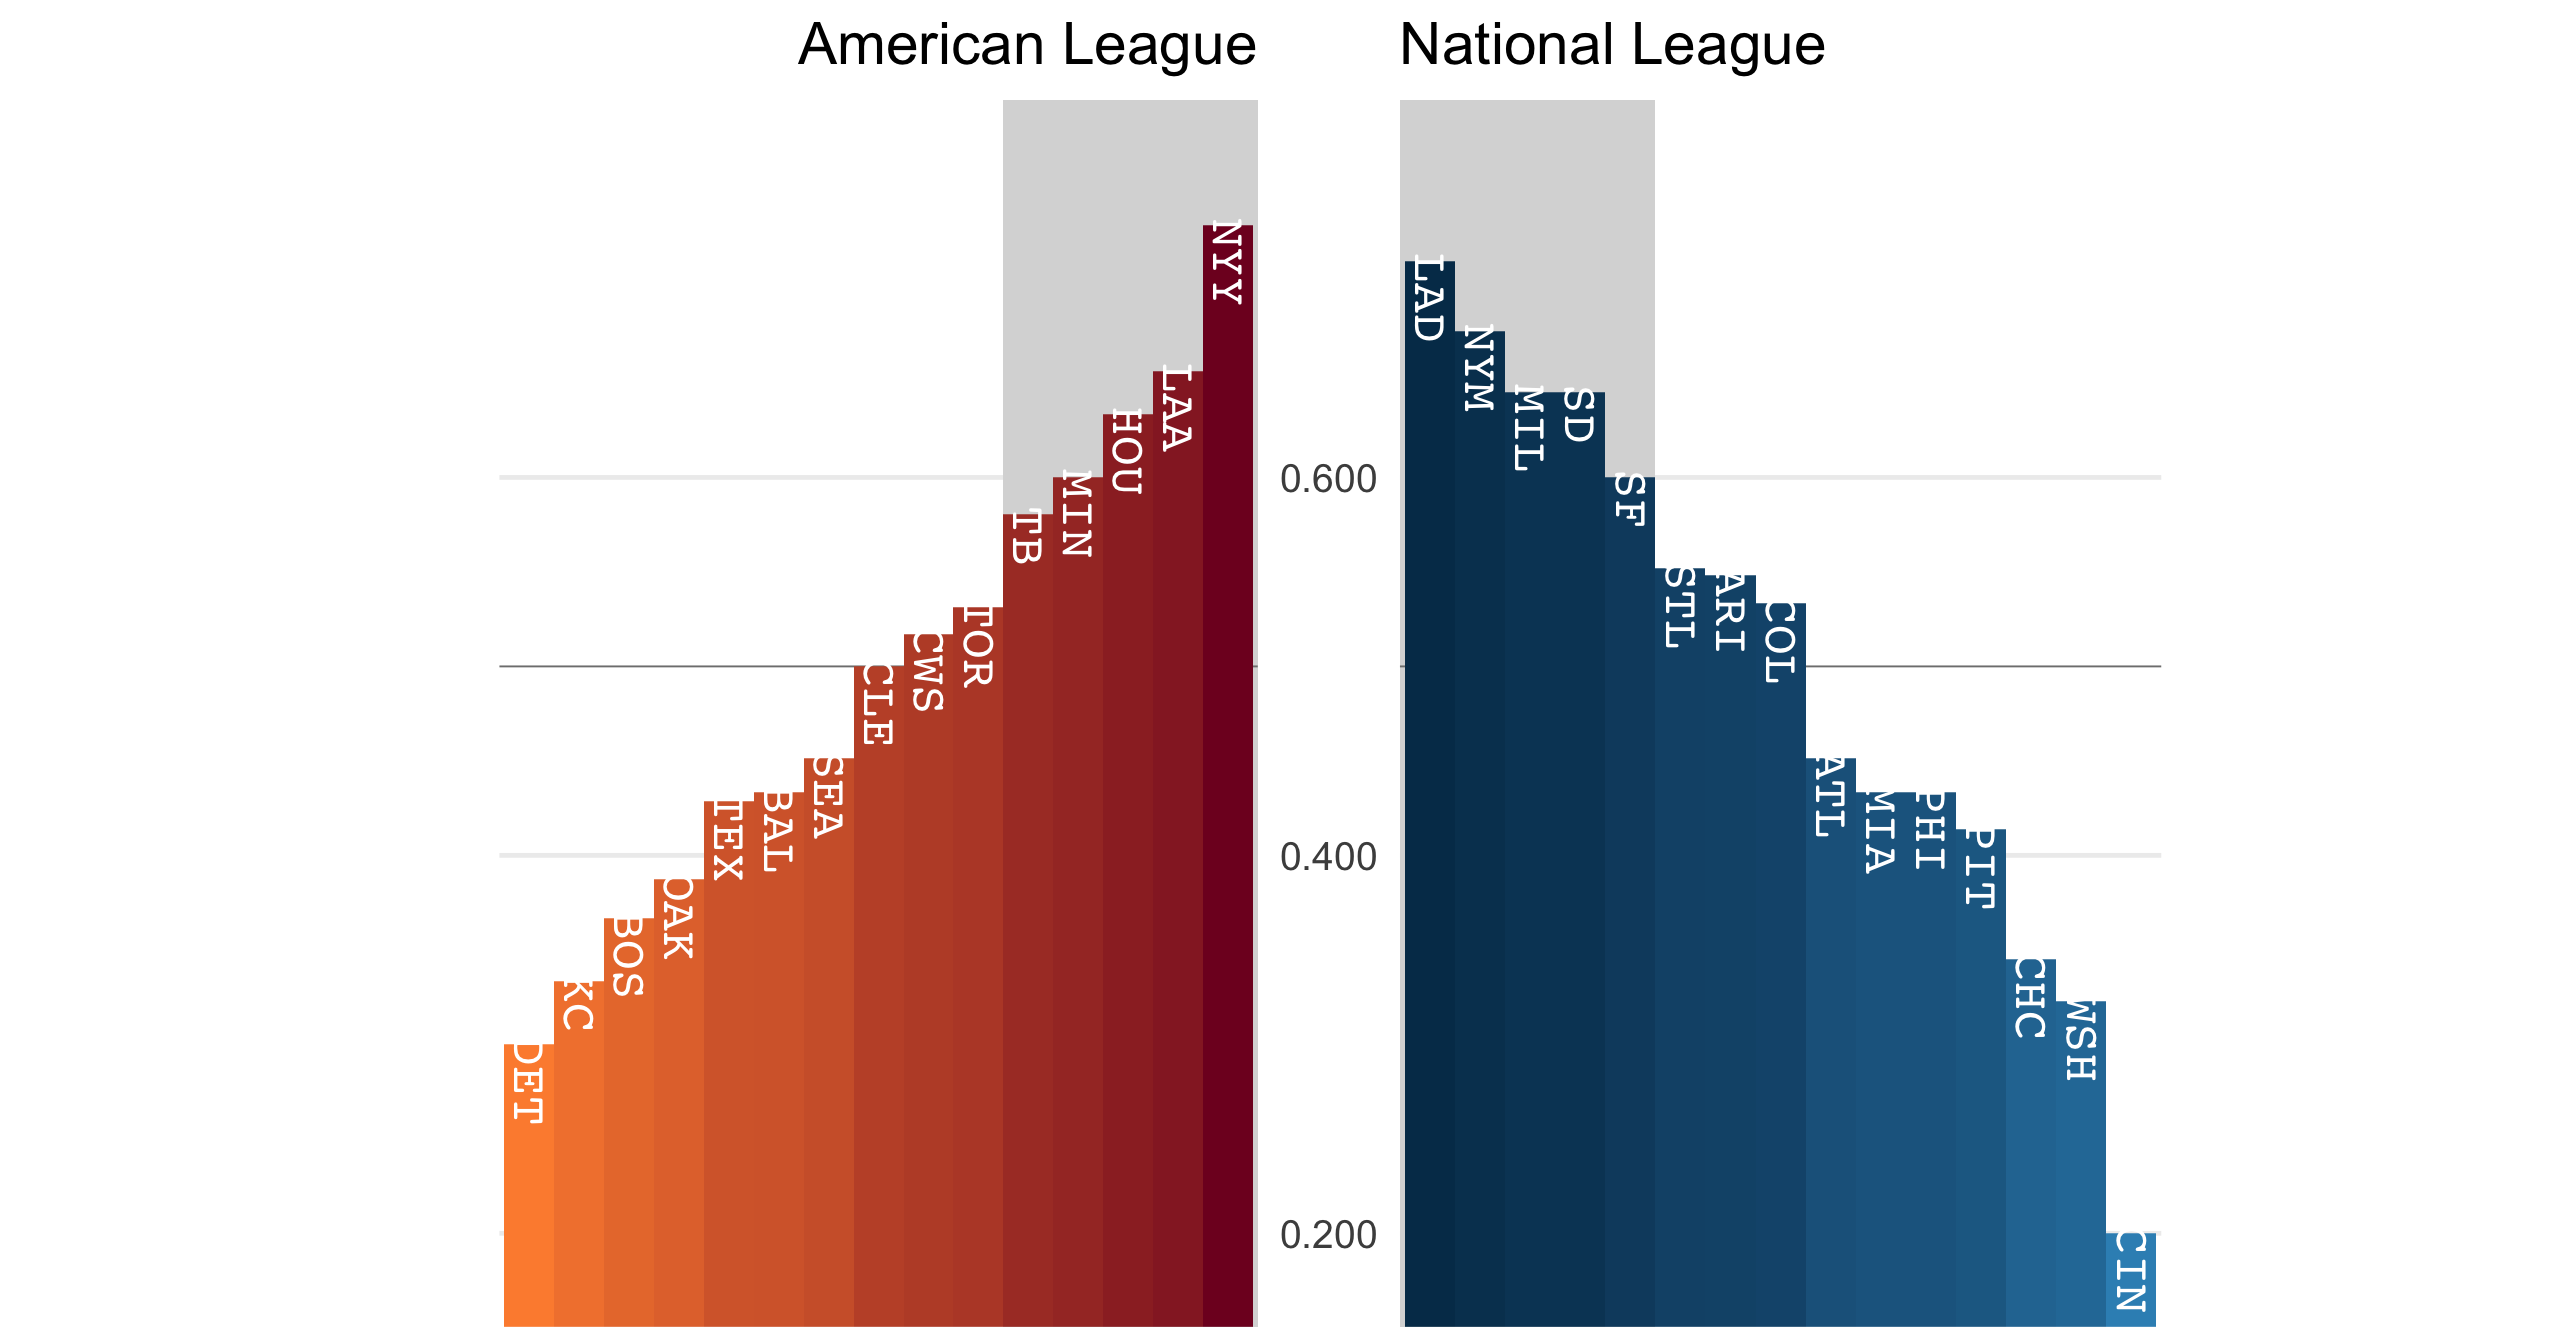 American League
National League
NYY
LAD
NYM
LAA
MIL
SD
HOU
0.600
MIN
SF
TB
STL
ARI
TOR
COL
CWS
CLE
SEA
ATL
BAL
MIA
PHI
TEX
PIT
0.400
OAK
BOS
CHC
KC
WSH
DET
0.200
CIN